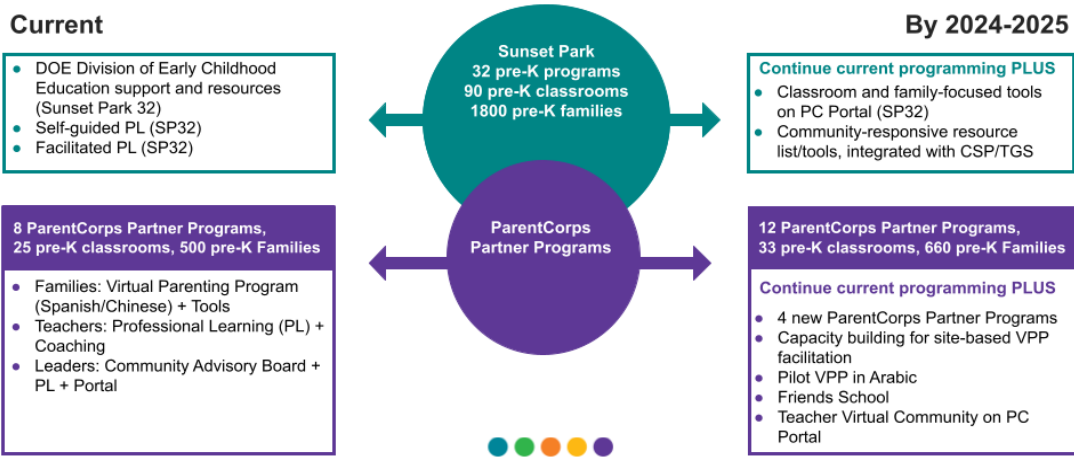 Current
By 2024-2025
● DOE Division of Early Childhood
Education support and resources
(Sunset Park 32)
● Self-guided PL (SP32)
● Facilitated PL (SP32)
Sunset Park
32 pre-K programs
90 pre-K classrooms
1800 pre-K families
Continue current programming PLUS
● Classroom and family-focused tools
on PC Portal (SP32)
● Community-responsive resource
list/tools, integrated with CSP/TGS
8 ParentCorps Partner Programs,
25 pre-K classrooms, 500 pre-K Families
● Families: Virtual Parenting Program
(Spanish/Chinese) + Tools
● Teachers: Professional Learning (PL) +
Coaching
● Leaders: Community Advisory Board +
PL + Portal
ParentCorps
Partner Programs
12 ParentCorps Partner Programs,
33 pre-K classrooms, 660 pre-K Families
Continue current programming PLUS
● 4 new ParentCorps Partner Programs
● Capacity building for site-based VPP
facilitation
● Pilot VPP in Arabic
● Friends School
● Teacher Virtual Community on PC
Portal